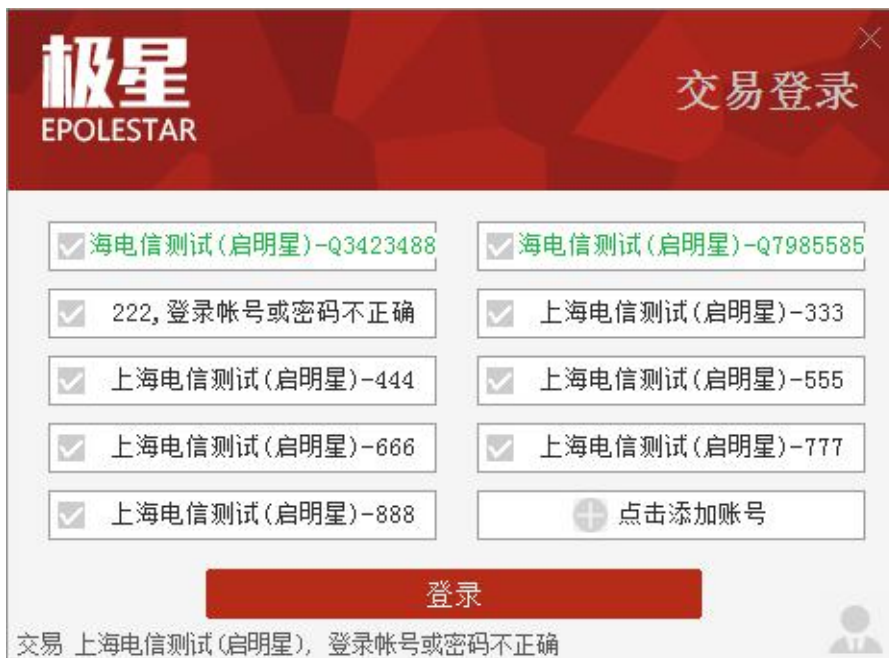 极星
EPOLESTAR
交易登录
海电信测试(启明星)-Q3423488
海电信测试(启明星)-Q7985585
222,登录帐号或密码不正确
上海电信测试(启明星)-333
上海电信测试(启明星)-444
上海电信测试(启明星)-555
上海电信测试(启明星)-666
上海电信测试(启明星)-777
上海电信测试(启明星)-888
点击添加账号
登录
交易 上海电信测试(启明星), 登录帐号或密码不正确